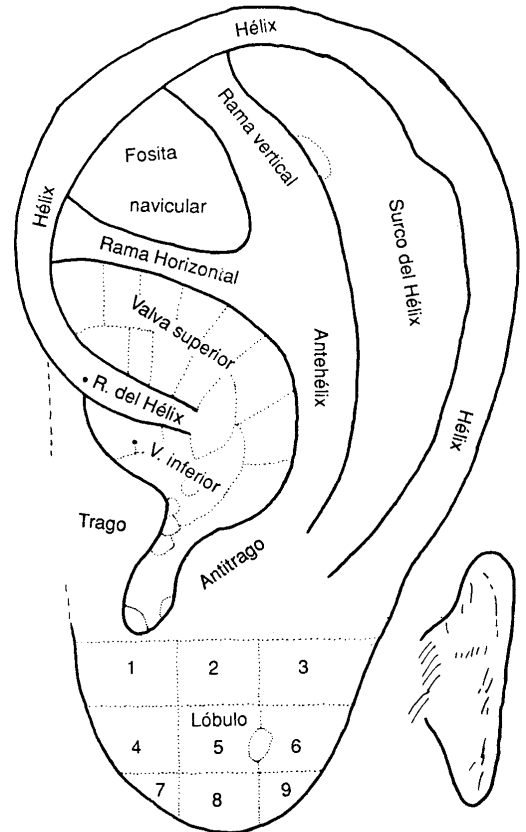 Hélix
Rama vertical
Fosita
navicular
Hélix
Surco del Hélix
Rama Horizontal
Valva superior
Antehélix
R. del Hélix
Hélix
V. inferior
Trago
Antitrago
1 2 3
Lóbulo
4 5 6
7 8 9